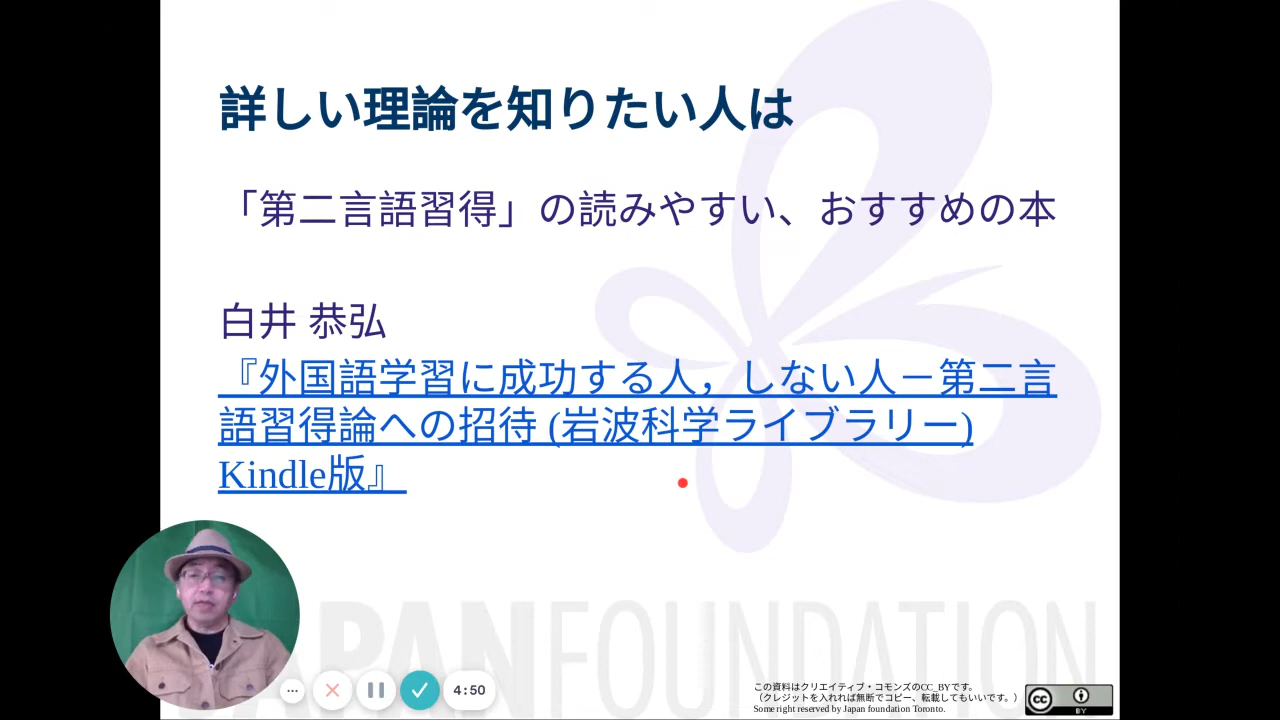 詳しい理論を知りたい人は
「第二言語習得」の読みやすい、おすすめの本
白井 恭弘
『外国語学習に成功する人，しない人－第二言
語習得論への招待 (岩波科学ライブラリー)
Kindle版』
JAPAN FOUNDATION
4:50
この資料はクリエイティブ・コモンズのCC_BYです。
（クレジットを入れれば無断でコピー、転載してもいいです。）
Some right reserved by Japan foundation Toronto.
CC
BY